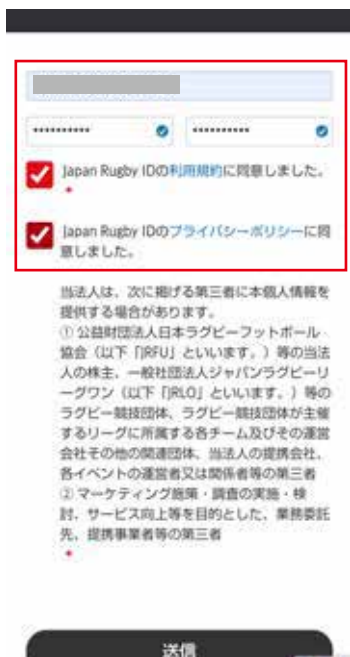 •••••••••• ••••••••••
Japan Rugby IDの利用規約に同意しました。
*
Japan Rugby IDのプライバシーポリシーに同
意しました。
当法人は、次に掲げる第三者に本個人情報を
提供する場合があります。
① 公益財団法人日本ラグビーフットボール
協会（以下「JRFU」といいます。）等の当法
人の株主、一般社団法人ジャパンラグビーリ
ーグワン（以下「JRLO」といいます。）等の
ラグビー競技団体、ラグビー競技団体が主催
するリーグに所属する各チーム及びその運営
会社その他の関連団体、当法人の提携会社、
各イベントの運営者又は関係者等の第三者
② マーケティング施策・調査の実施・検
討、サービス向上等を目的とした、業務委託
先、提携事業者等の第三者
*
送信